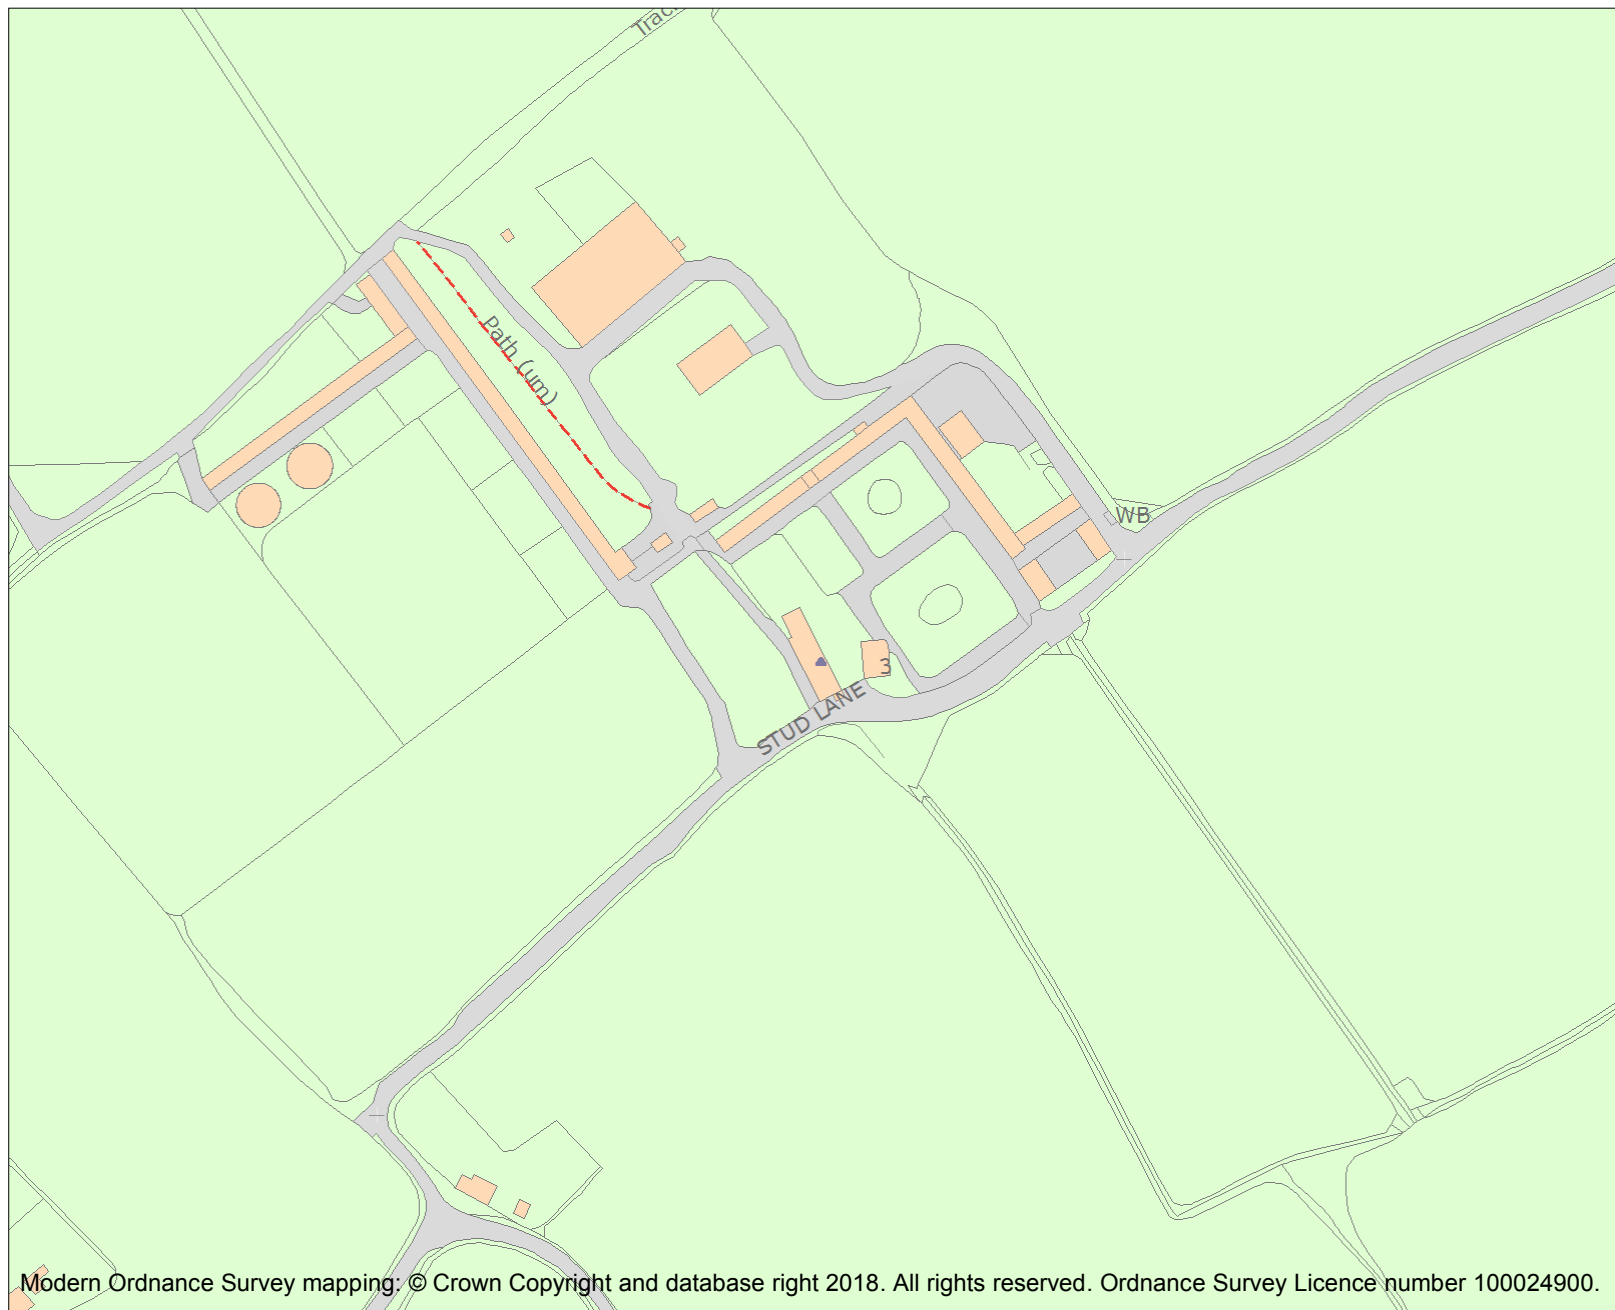 Path (um)
WB
3
STUD LANE
Modern Ordnance Survey mapping: © Crown Copyright and database right 2018. All rights reserved. Ordnance Survey Licence number 100024900.